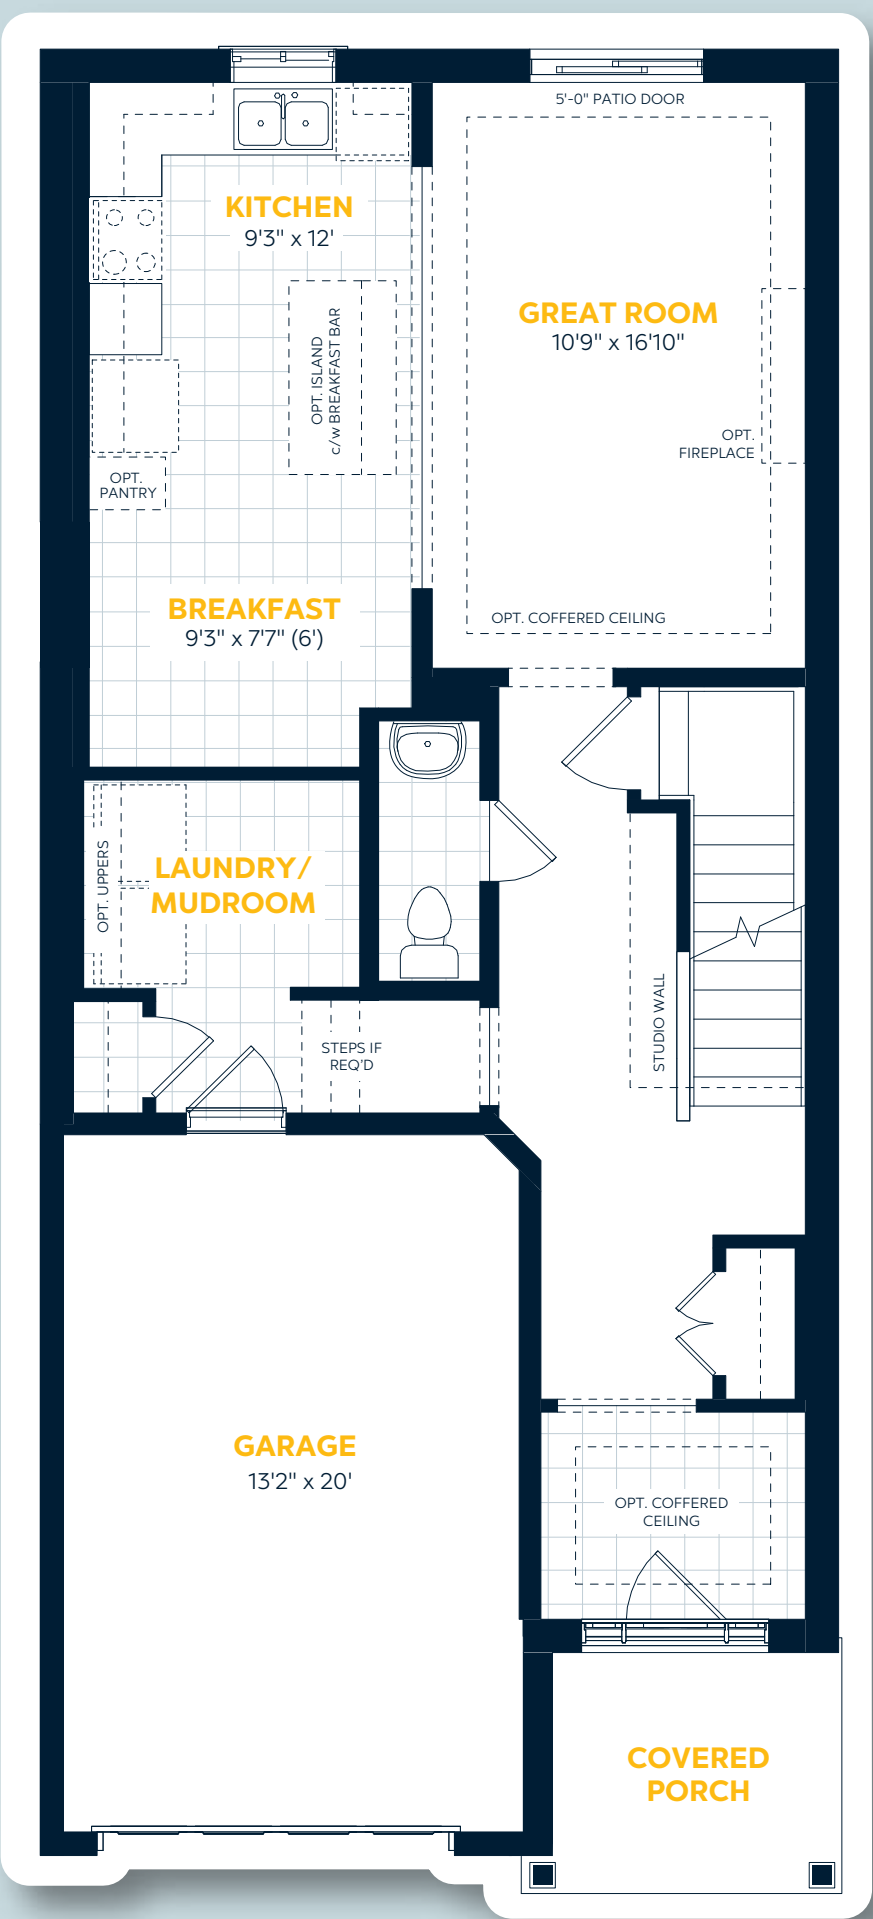 5'-0" PATIO DOOR
KITCHEN
9'3" x 12'
GREAT ROOM
10'9" x 16'10"
OPT. ISLAND
c/w BREAKFAST BAR
OPT.
FIREPLACE
OPT.
PANTRY
BREAKFAST
9'3" x 7'7" (6')
OPT. COFFERED CEILING
OPT. UPPERS
LAUNDRY/
MUDROOM
STUDIO WALL
STEPS IF
REQ'D
GARAGE
13'2" x 20'
OPT. COFFERED
CEILING
COVERED
PORCH